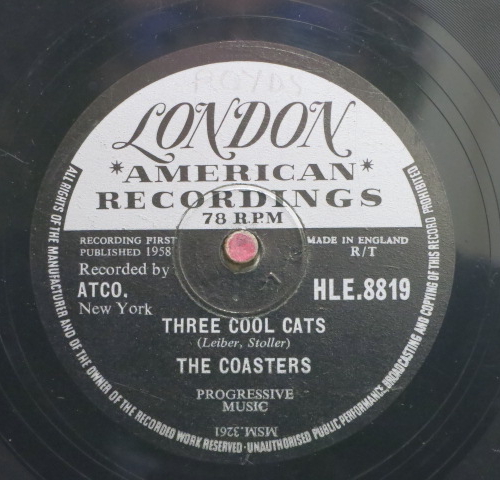 LONDON
*AMERICAN*
RECORDINGS
78 R.P.M
RECORDING FIRST
PUBLISHED 1958
MADE IN ENGLAND
R/T
Recorded by
ATCO.
New York
HLE.8819
THREE COOL CATS
(Leiber, Stoller)
THE COASTERS
PROGRESSIVE
MUSIC
MSM.3261
ALL RIGHTS OF THE MANUFACTURER AND OF THE OWNER OF THE RECORDED WORK RESERVED·UNAUTHORISED PUBLIC PERFORMANCE, BROADCASTING AND COPYING OF THIS RECORD PROHIBITED